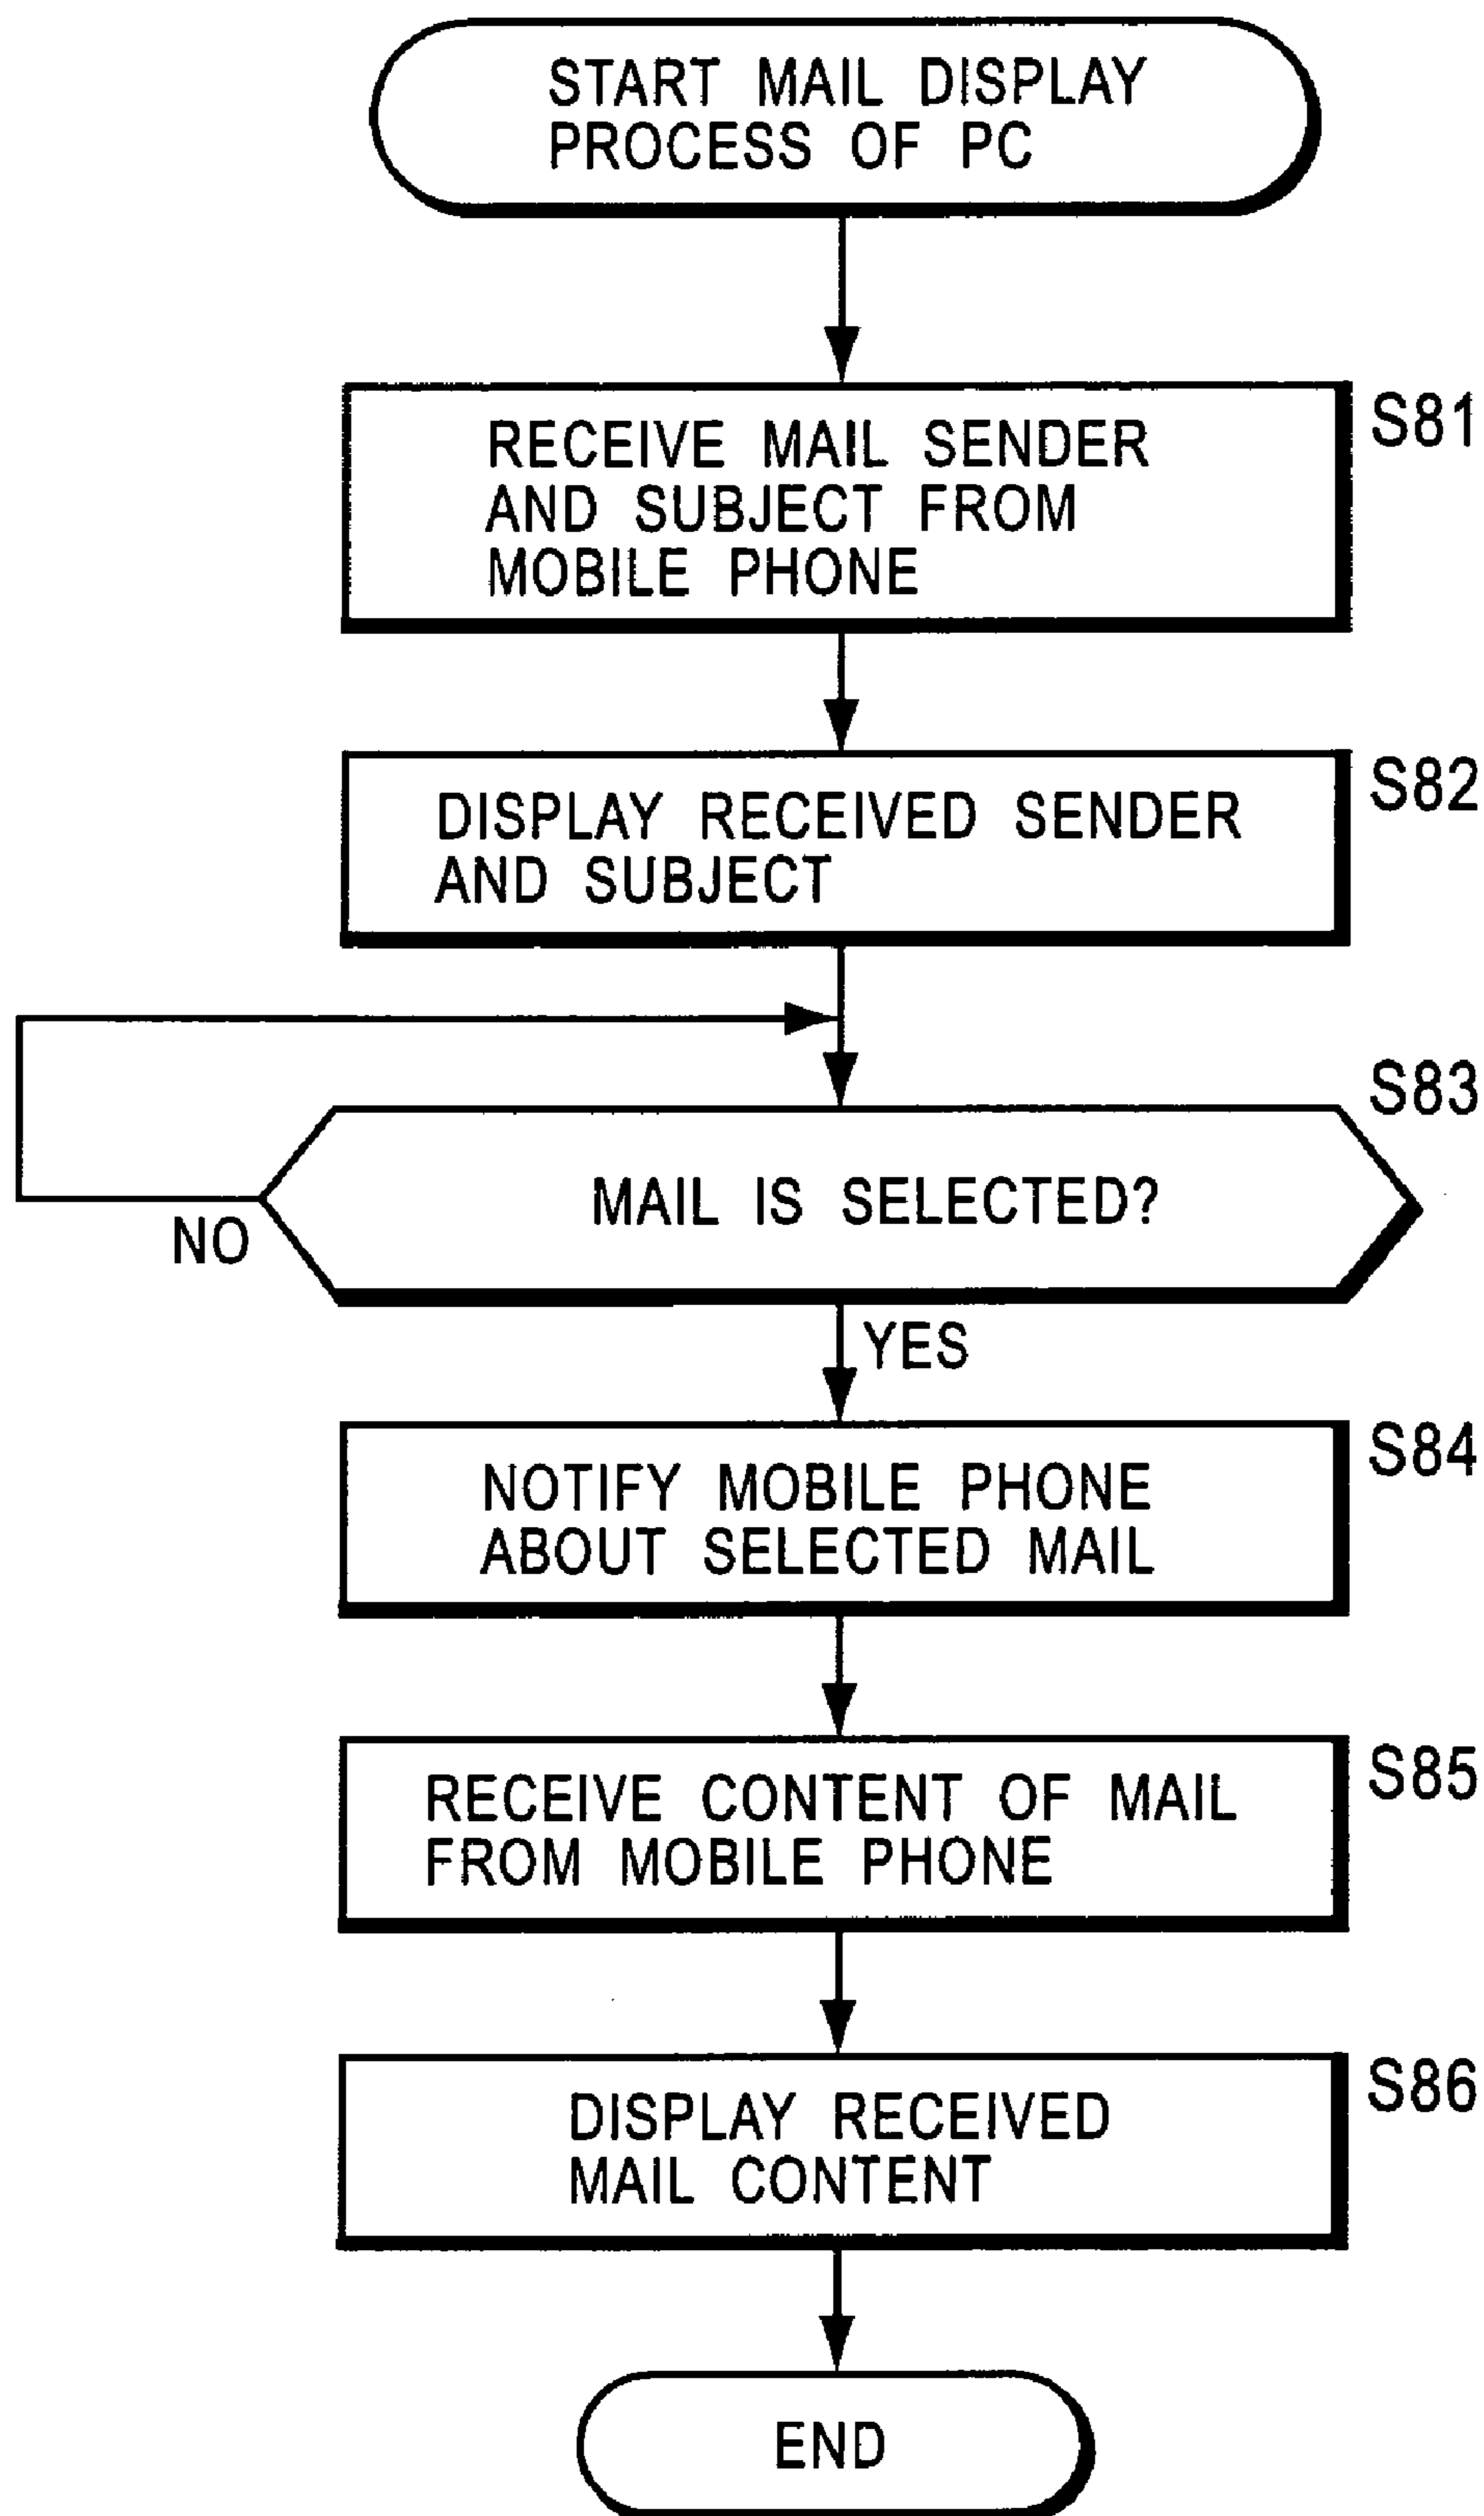 START MAIL DISPLAY
PROCESS OF PC
RECEIVE MAIL SENDER
AND SUBJECT FROM
MOBILE PHONE
S81
DISPLAY RECEIVED SENDER
AND SUBJECT
S82
MAIL IS SELECTED?
S83
NO
YES
NOTIFY MOBILE PHONE
ABOUT SELECTED MAIL
S84
RECEIVE CONTENT OF MAIL
FROM MOBILE PHONE
S85
DISPLAY RECEIVED
MAIL CONTENT
S86
END